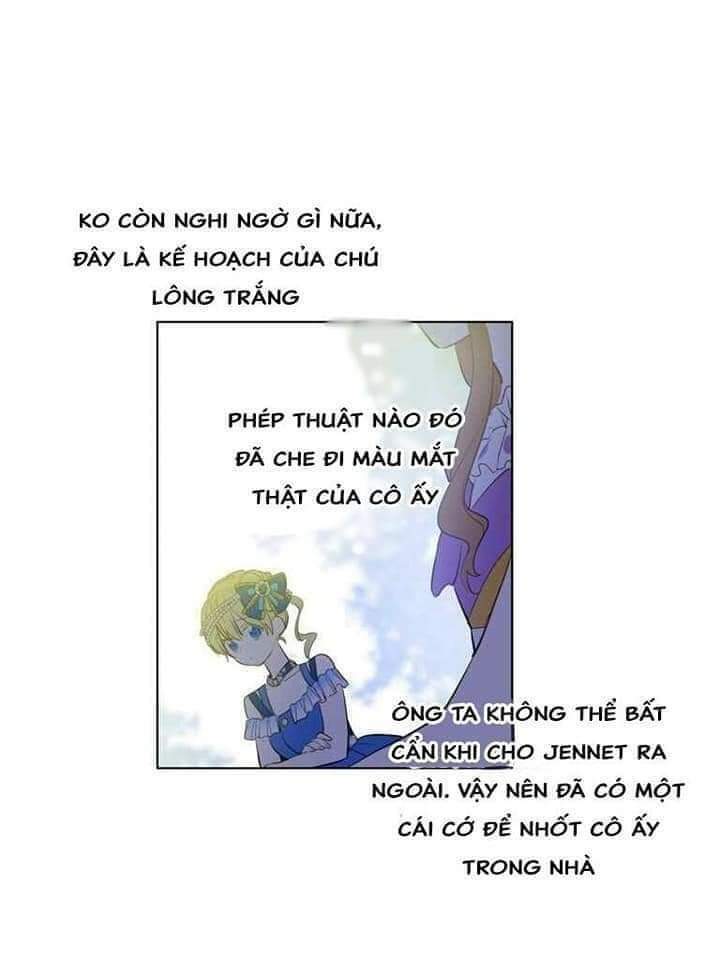 KO CÒN NGHI NGỜ GÌ NỮA,
ĐÂY LÀ KẾ HOẠCH CỦA CHÚ
LÔNG TRẮNG
PHÉP THUẬT NÀO ĐÓ
ĐÃ CHE ĐI MÀU MẮT
THẬT CỦA CÔ ẤY
ÔNG TA KHÔNG THỂ BẤT
CẨN KHI CHO JENNET RA
NGOÀI. VẬY NÊN ĐÃ CÓ MỘT
CÁI CỚ ĐỂ NHỐT CÔ ẤY
TRONG NHÀ